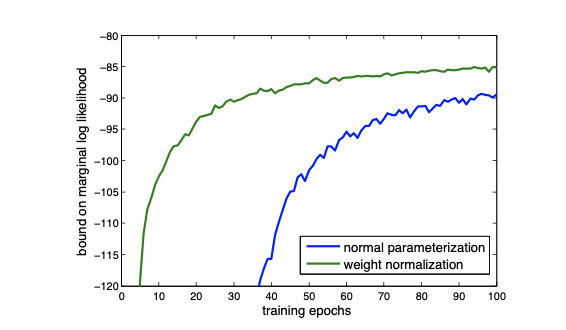 −80
−85
−90
−95
−100
−105
−110
−115
−120
bound on marginal log likelihood
normal parameterization
weight normalization
0 10 20 30 40 50 60 70 80 90 100
training epochs